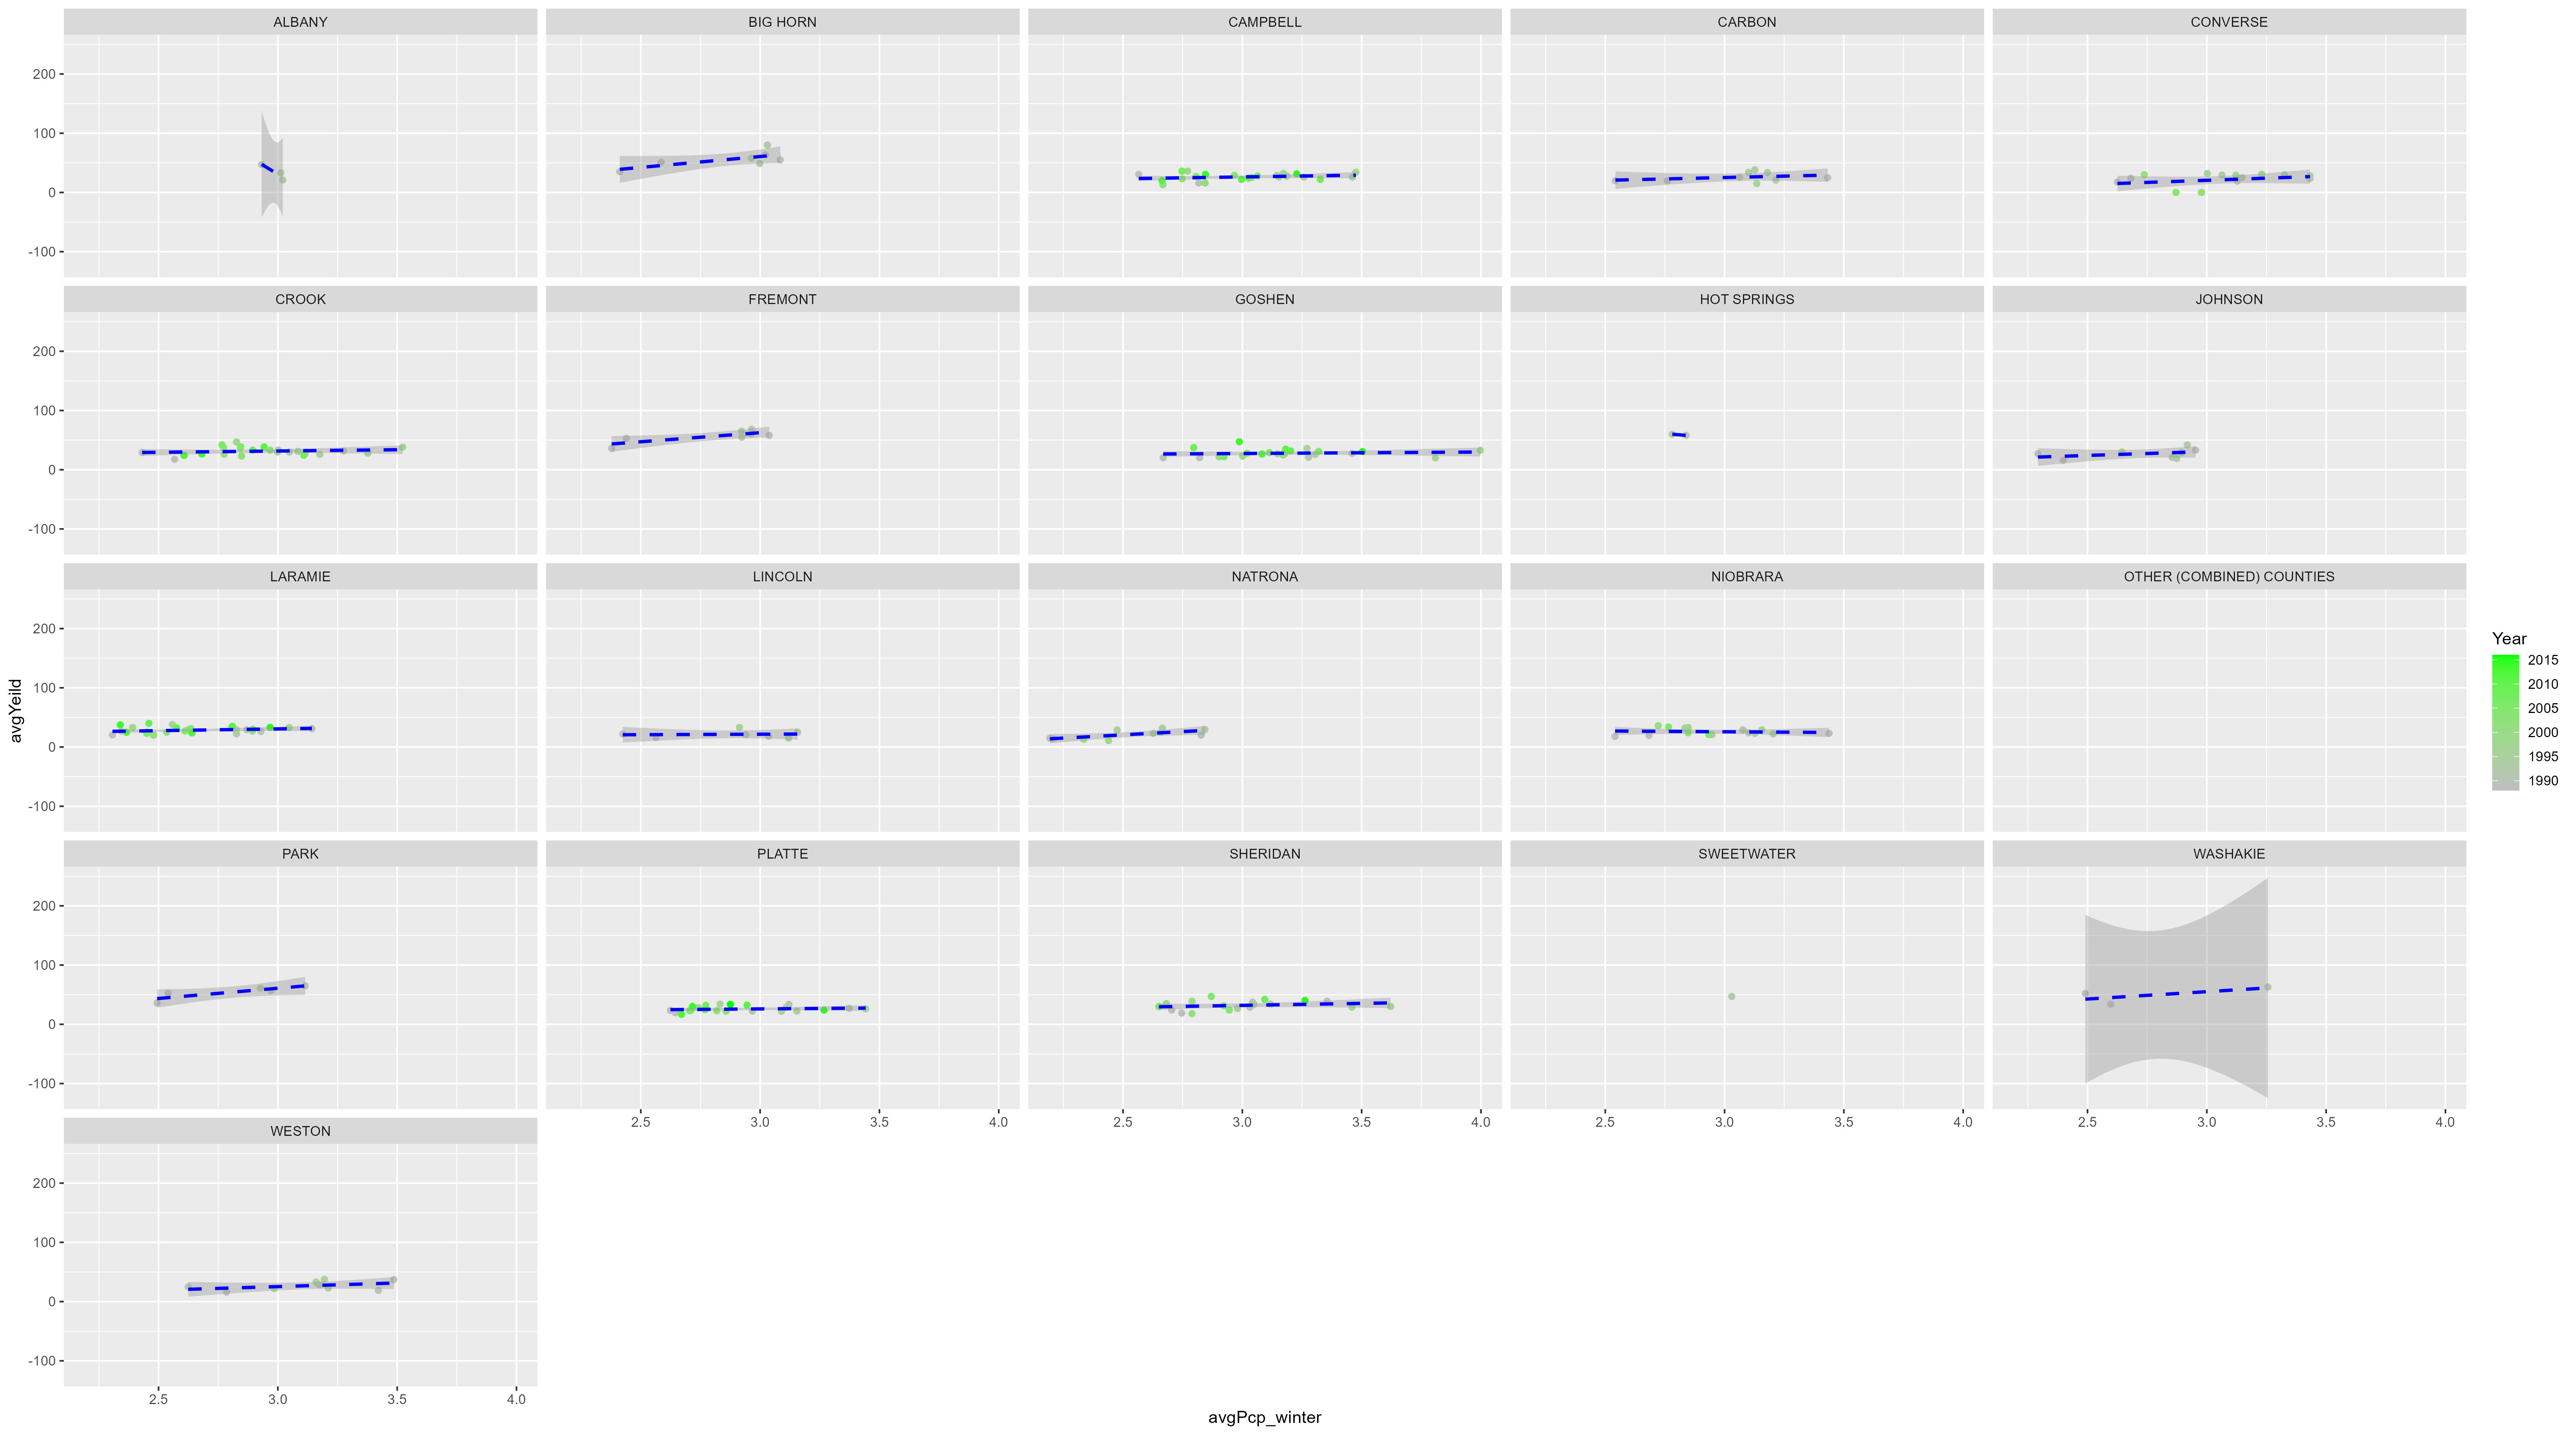 ALBANY BIG HORN CAMPBELL CARBON CONVERSE
200
100
0
-100
CROOK FREMONT GOSHEN HOT SPRINGS JOHNSON
200
100
0
-100
LARAMIE LINCOLN NATRONA NIOBRARA OTHER (COMBINED) COUNTIES
200
100
0
-100
avgYeild
Year
2015
2010
2005
2000
1995
1990
PARK PLATTE SHERIDAN SWEETWATER WASHAKIE
200
100
0
-100
2.5 3.0 3.5 4.0 2.5 3.0 3.5 4.0 2.5 3.0 3.5 4.0 2.5 3.0 3.5 4.0
WESTON
200
100
0
-100
2.5 3.0 3.5 4.0
avgPcp_winter